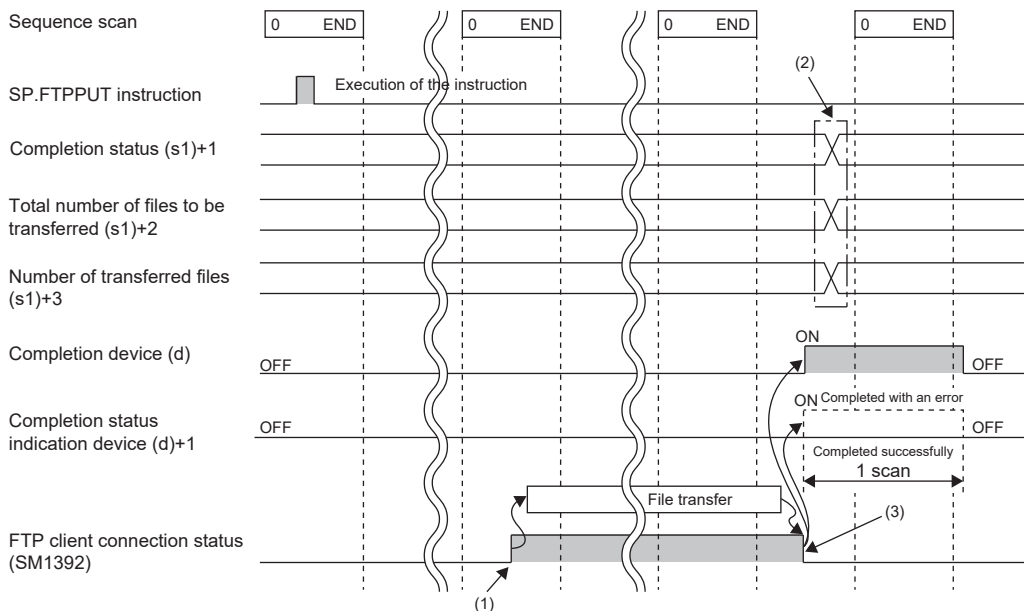 Sequence scan
0 END
0 END
0 END
0 END
(2)
SP.FTPPUT instruction
Execution of the instruction
Completion status (s1)+1
Total number of files to be
transferred (s1)+2
Number of transferred files
(s1)+3
Completion device (d)
OFF
ON
OFF
Completion status
indication device (d)+1
OFF
ON
Completed with an error
OFF
Completed successfully
1 scan
File transfer
(3)
FTP client connection status
(SM1392)
(1)